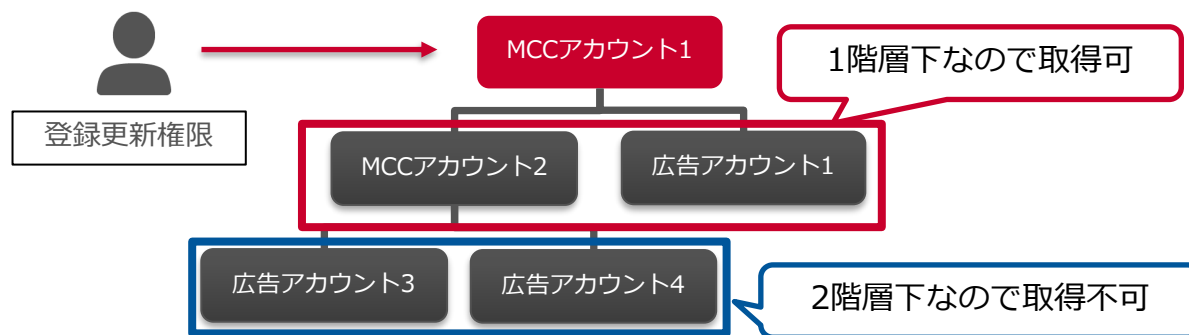 MCCアカウント1
1階層下なので取得可
登録更新権限
MCCアカウント2
広告アカウント1
広告アカウント3
広告アカウント4
2階層下なので取得不可